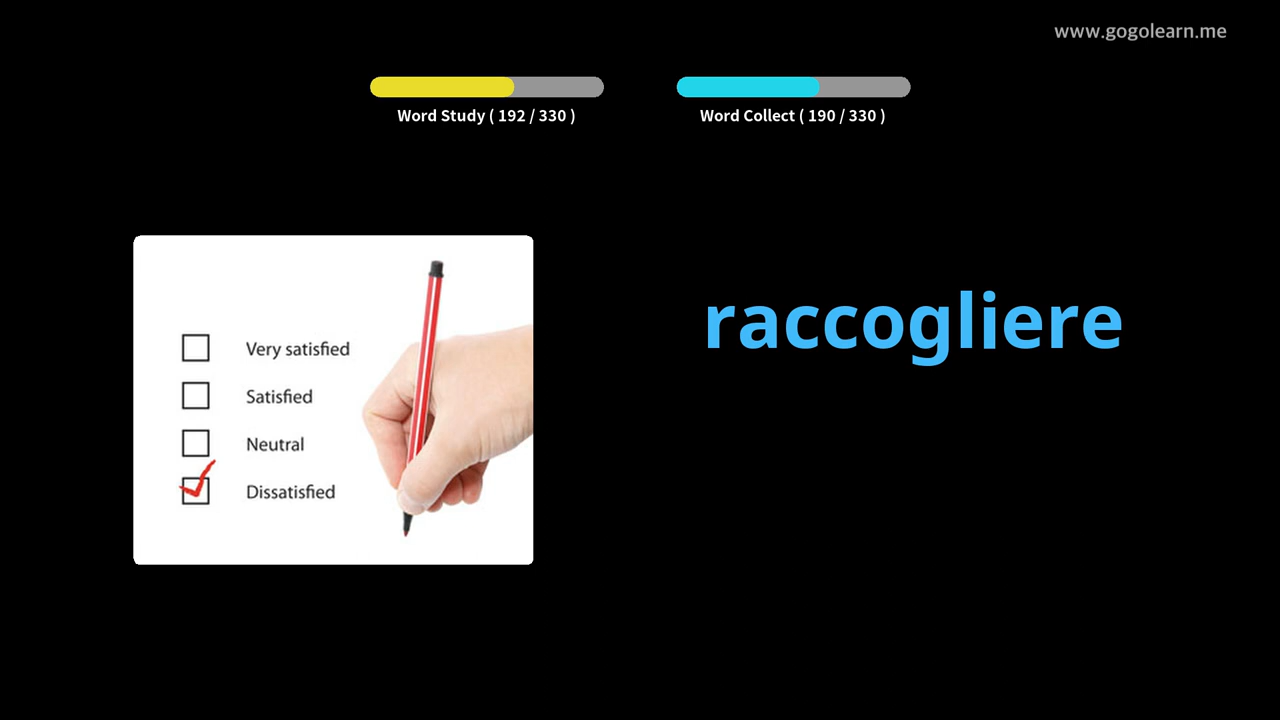 www.gogolearn.me
Word Study ( 192 / 330 )
Word Collect ( 190 / 330 )
raccogliere
Very satisfied
Satisfied
Neutral
Dissatisfied